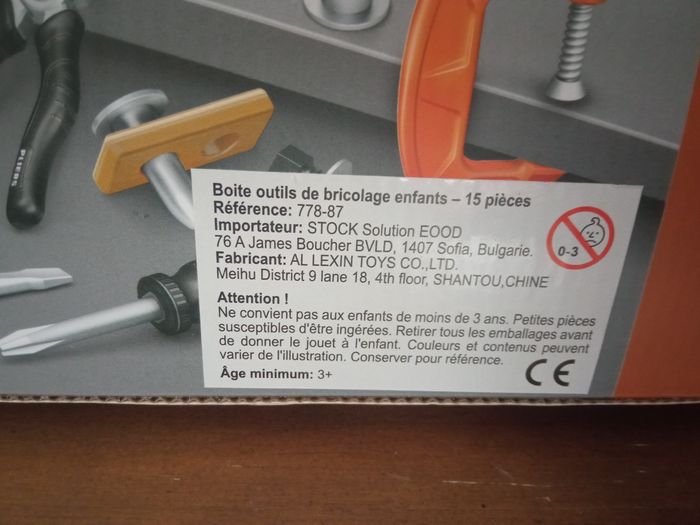 PLIERS
Boite outils de bricolage enfants – 15 pièces
Référence: 778-87
Importateur: STOCK Solution EOOD
76 A James Boucher BVLD, 1407 Sofia, Bulgarie.
Fabricant: AL LEXIN TOYS CO.,LTD.
Meihu District 9 lane 18, 4th floor, SHANTOU,CHINE
0-3
Attention !
Ne convient pas aux enfants de moins de 3 ans. Petites pièces
susceptibles d'être ingérées. Retirer tous les emballages avant
de donner le jouet à l'enfant. Couleurs et contenus peuvent
varier de l'illustration. Conserver pour référence.
Âge minimum: 3+
CE